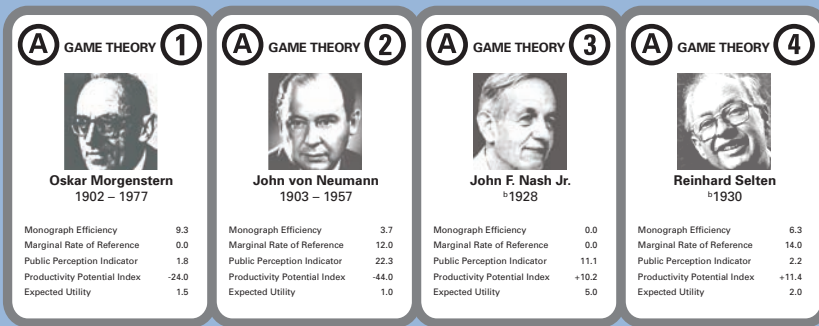 A GAME THEORY 1
Oskar Morgenstern
1902 – 1977
Monograph Efficiency 9.3
Marginal Rate of Reference 0.0
Public Perception Indicator 1.8
Productivity Potential Index -24.0
Expected Utility 1.5
A GAME THEORY 2
John von Neumann
1903 – 1957
Monograph Efficiency 3.7
Marginal Rate of Reference 12.0
Public Perception Indicator 22.3
Productivity Potential Index -44.0
Expected Utility 1.0
A GAME THEORY 3
John F. Nash Jr.
b1928
Monograph Efficiency 0.0
Marginal Rate of Reference 0.0
Public Perception Indicator 11.1
Productivity Potential Index +10.2
Expected Utility 5.0
A GAME THEORY 4
Reinhard Selten
b1930
Monograph Efficiency 6.3
Marginal Rate of Reference 14.0
Public Perception Indicator 2.2
Productivity Potential Index +11.4
Expected Utility 2.0